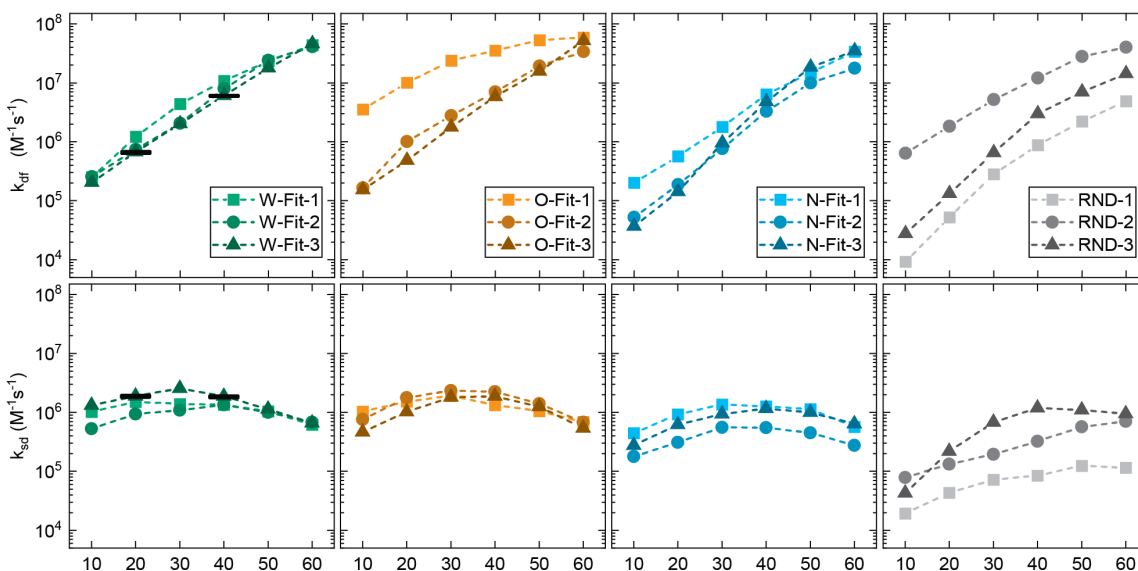 10⁸
10⁷
10⁶
10⁵
10⁴
k_df (M⁻¹s⁻¹)
W-Fit-1
W-Fit-2
W-Fit-3
O-Fit-1
O-Fit-2
O-Fit-3
N-Fit-1
N-Fit-2
N-Fit-3
RND-1
RND-2
RND-3
10⁸
10⁷
10⁶
10⁵
10⁴
k_sd (M⁻¹s⁻¹)
10 20 30 40 50 60 10 20 30 40 50 60 10 20 30 40 50 60 10 20 30 40 50 60